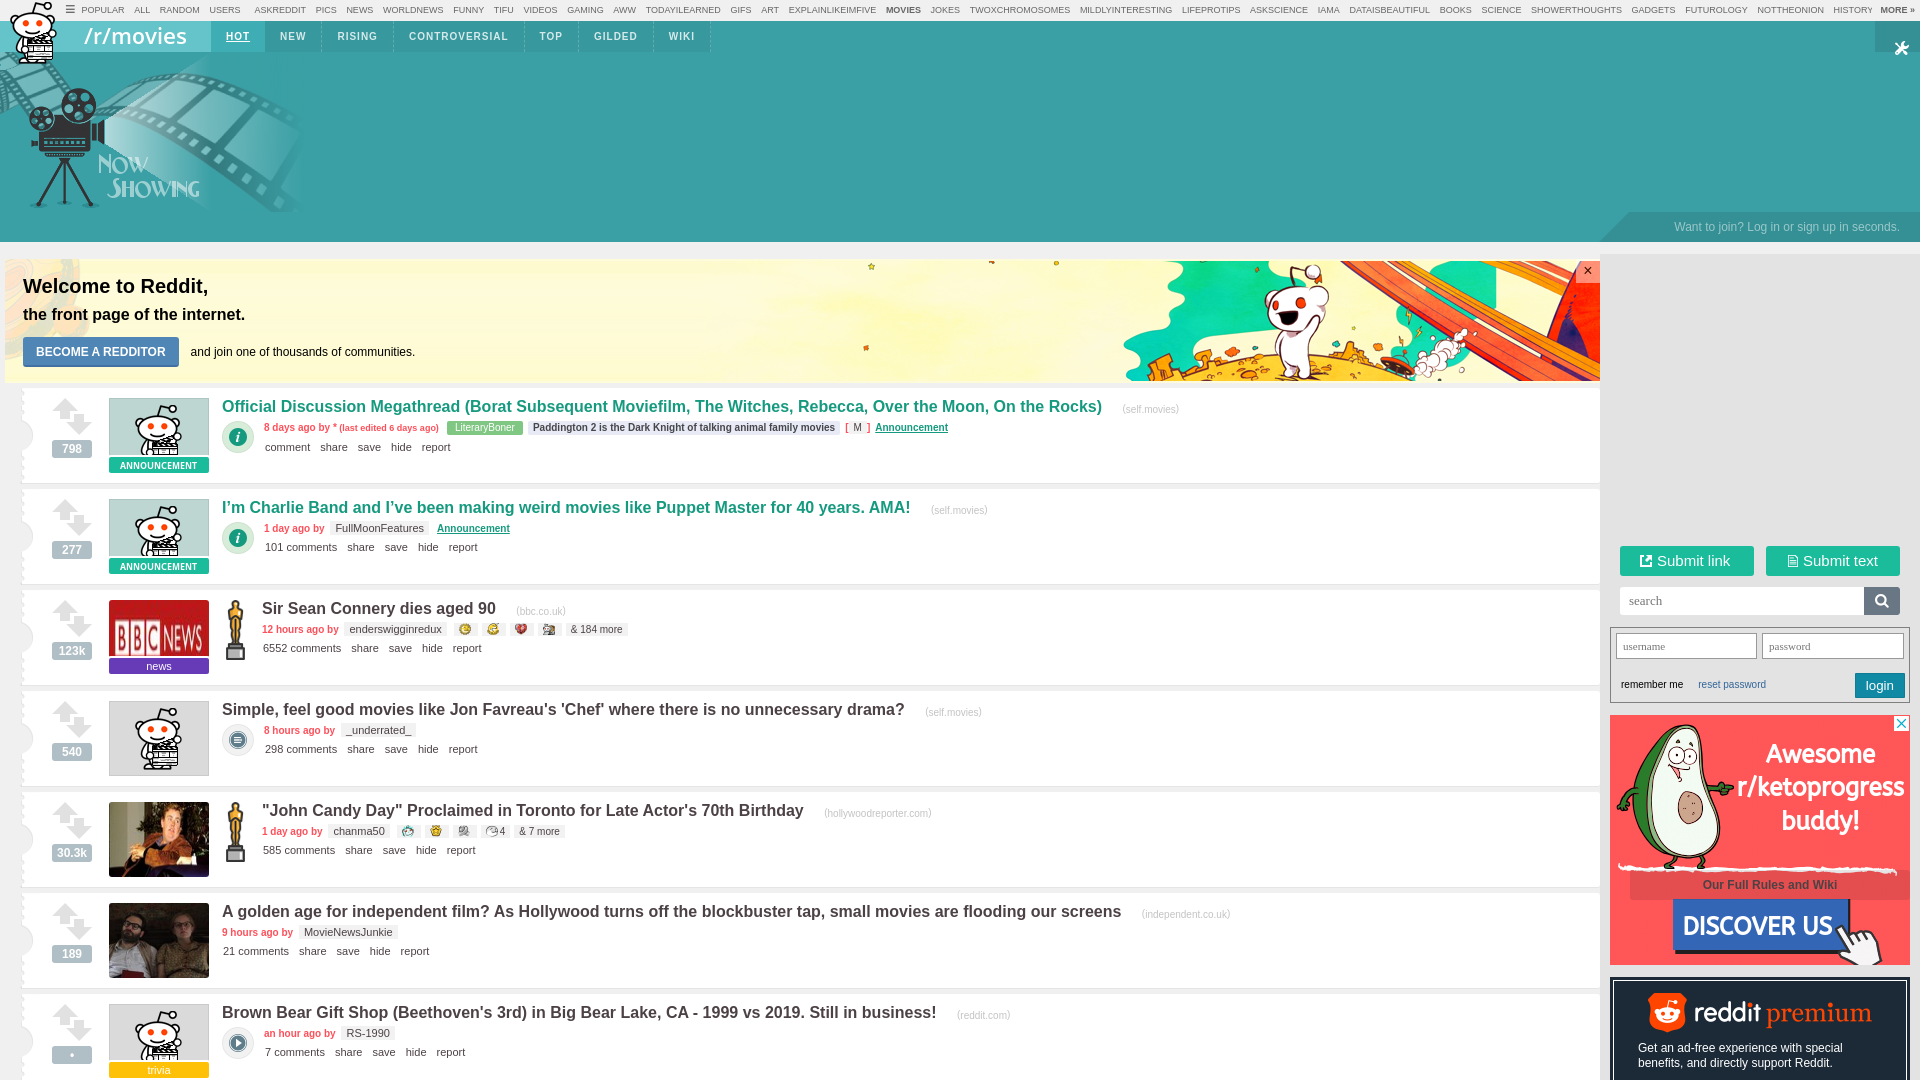 POPULAR ALL RANDOM USERS ASKREDDIT PICS NEWS WORLDNEWS FUNNY TIFU VIDEOS GAMING AWW TODAYILEARNED GIFS ART EXPLAINLIKEIMFIVE MOVIES JOKES TWOXCHROMOSOMES MILDLYINTERESTING LIFEPROTIPS ASKSCIENCE IAMA DATAISBEAUTIFUL BOOKS SCIENCE SHOWERTHOUGHTS GADGETS FUTUROLOGY NOTTHEONION HISTORY MORE »
/r/movies HOT NEW RISING CONTROVERSIAL TOP GILDED WIKI
NOW
SHOWING
Want to join? Log in or sign up in seconds.
Welcome to Reddit,
the front page of the internet.
BECOME A REDDITOR and join one of thousands of communities.
×
Official Discussion Megathread (Borat Subsequent Moviefilm, The Witches, Rebecca, Over the Moon, On the Rocks) (self.movies)
8 days ago by * (last edited 6 days ago) LiteraryBoner Paddington 2 is the Dark Knight of talking animal family movies [ M ] Announcement
798
comment share save hide report
ANNOUNCEMENT
I’m Charlie Band and I’ve been making weird movies like Puppet Master for 40 years. AMA! (self.movies)
1 day ago by FullMoonFeatures Announcement
277
101 comments share save hide report
ANNOUNCEMENT
Sir Sean Connery dies aged 90 (bbc.co.uk)
12 hours ago by enderswigginredux & 184 more
123k
BBC NEWS
6552 comments share save hide report
news
Simple, feel good movies like Jon Favreau's 'Chef' where there is no unnecessary drama? (self.movies)
8 hours ago by _underrated_
540
298 comments share save hide report
"John Candy Day" Proclaimed in Toronto for Late Actor's 70th Birthday (hollywoodreporter.com)
1 day ago by chanma50 4 & 7 more
30.3k
585 comments share save hide report
A golden age for independent film? As Hollywood turns off the blockbuster tap, small movies are flooding our screens (independent.co.uk)
9 hours ago by MovieNewsJunkie
189
21 comments share save hide report
Brown Bear Gift Shop (Beethoven's 3rd) in Big Bear Lake, CA - 1999 vs 2019. Still in business! (reddit.com)
an hour ago by RS-1990
•
7 comments share save hide report
trivia
Submit link Submit text
search
username password
remember me reset password login
Awesome
r/ketoprogress
buddy!
Our Full Rules and Wiki
DISCOVER US
reddit premium
Get an ad-free experience with special
benefits, and directly support Reddit.